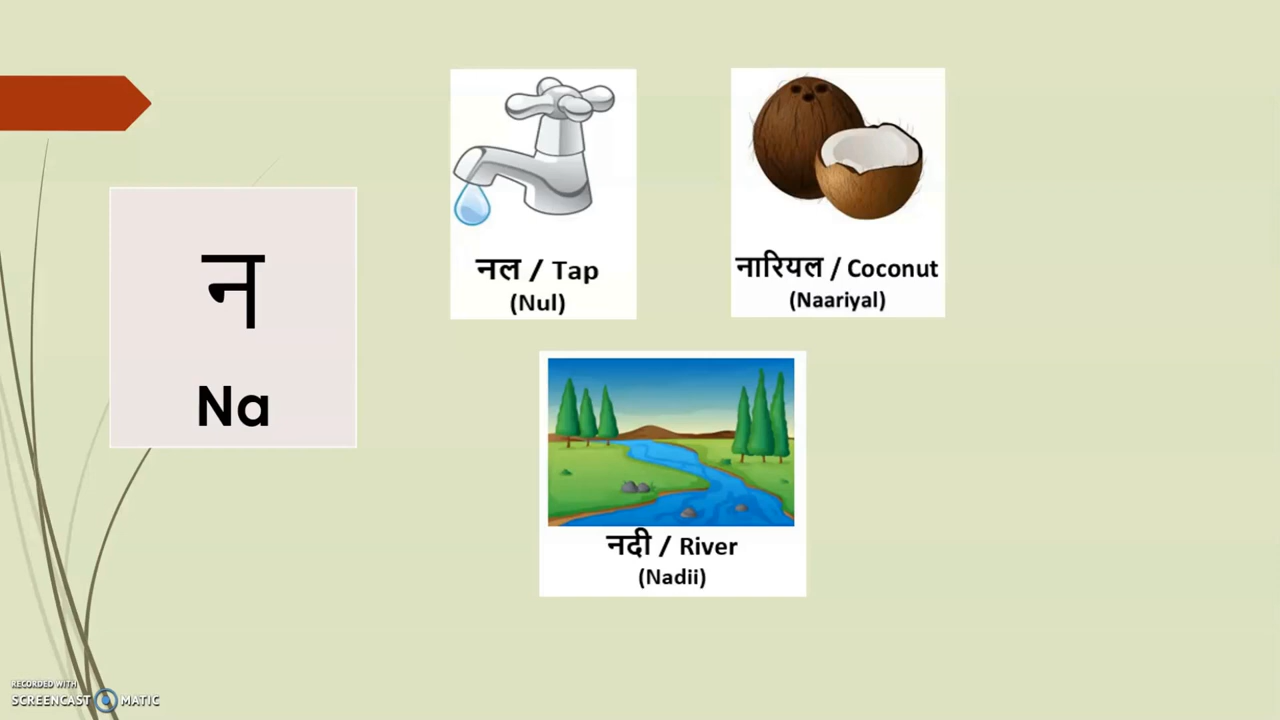 न
Na
नल / Tap
(Nul)
नारियल / Coconut
(Naariyal)
नदी / River
(Nadii)
RECORDED WITH
SCREENCAST MATIC